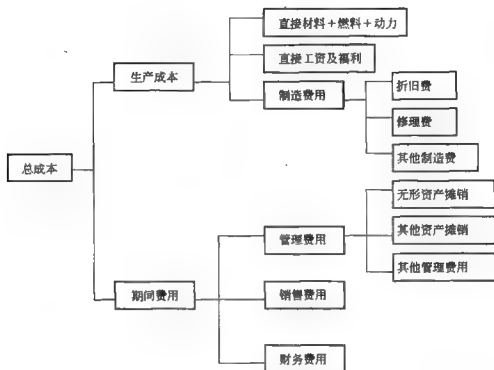 直接材料＋燃料＋动力
生产成本
直接工资及福利
制造费用
折旧费
修理费
其他制造费
总成本
无形资产摊销
管理费用
其他资产摊销
其他管理费用
期间费用
销售费用
财务费用